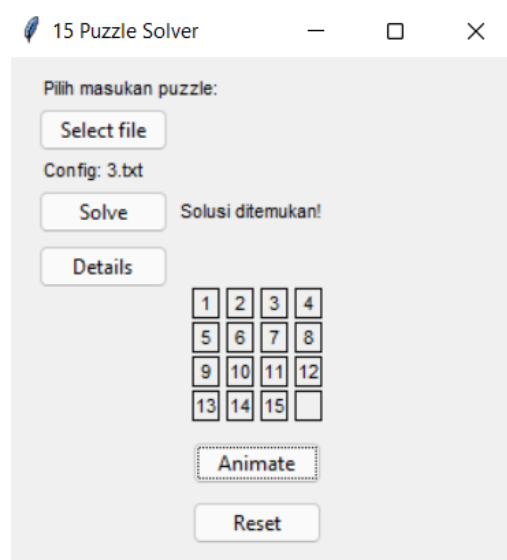 15 Puzzle Solver
Pilih masukan puzzle:
Select file
Config: 3.txt
Solve Solusi ditemukan!
Details
1 2 3 4
5 6 7 8
9 10 11 12
13 14 15
Animate
Reset